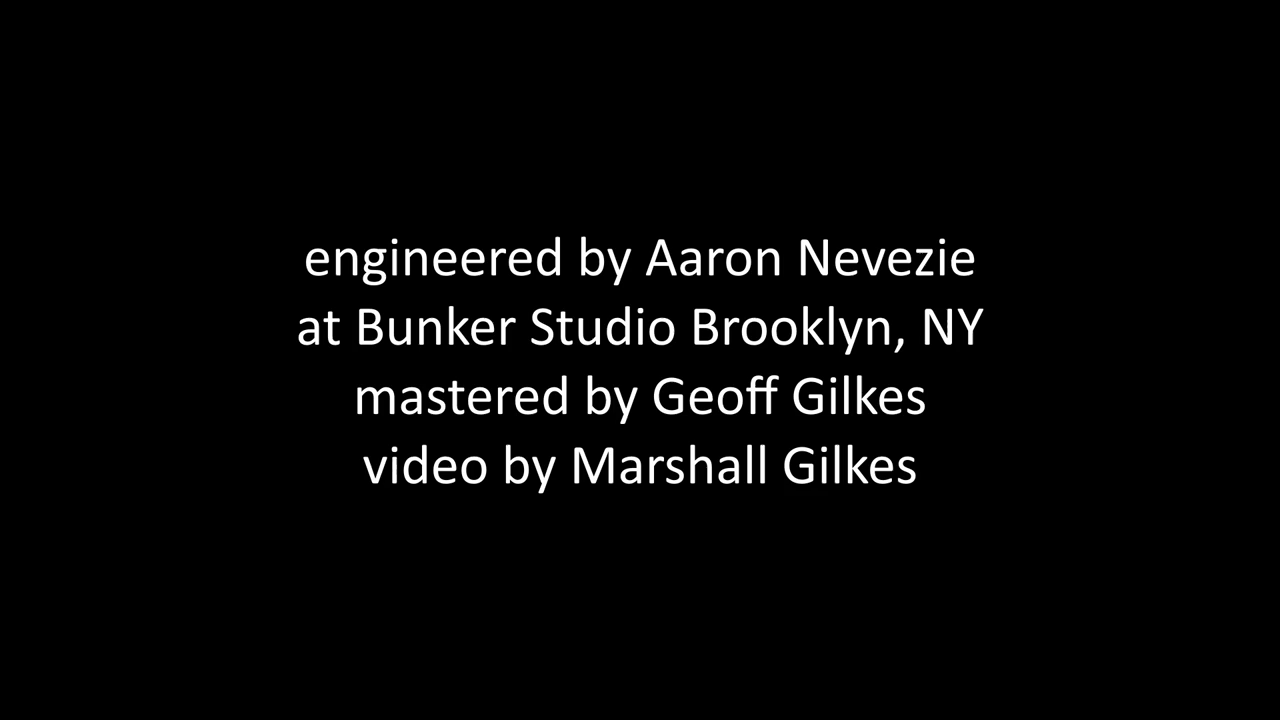 engineered by Aaron Nevezie
at Bunker Studio Brooklyn, NY
mastered by Geoff Gilkes
video by Marshall Gilkes